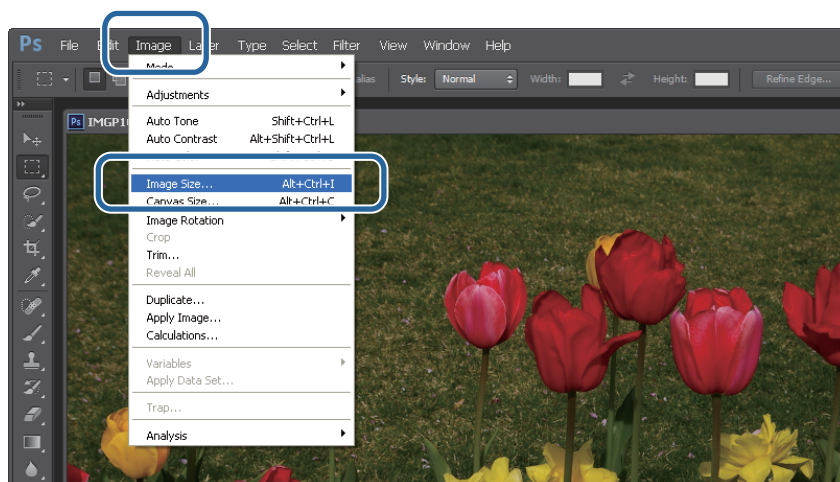 Ps File Edit Image Layer Type Select Filter View Window Help
Style: Normal Width: Height: Refine Edge...
Mode
Adjustments
Ps IMGP1
Auto Tone Shift+Ctrl+L
Auto Contrast Alt+Shift+Ctrl+L
Image Size... Alt+Ctrl+I
Canvas Size... Alt+Ctrl+C
Image Rotation
Crop
Trim...
Reveal All
Duplicate...
Apply Image...
Calculations...
Variables
Apply Data Set...
Trap...
Analysis